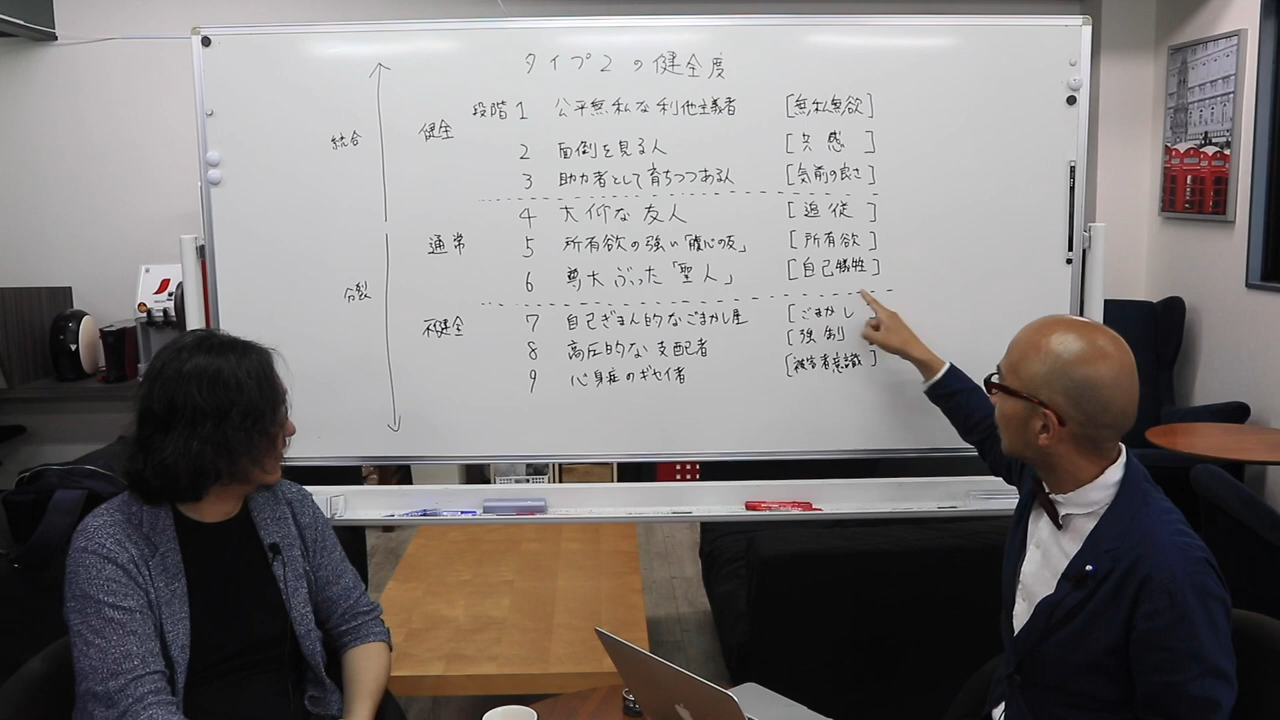 タイプ2の健全度
統合
健全 段階1 公平無私な利他主義者 [無私無欲]
2 面倒を見る人 [共感]
3 助力者として育ちつつある人 [気前の良さ]
4 大仰な友人 [追従]
通常 5 所有欲の強い「腹心の友」 [所有欲]
6 尊大ぶった「聖人」 [自己犠牲]
分裂
不健全 7 自己ぎまん的なごまかし屋 [ごまかし]
8 高圧的な支配者 [強制]
9 心身症のギセイ者 [被害者意識]